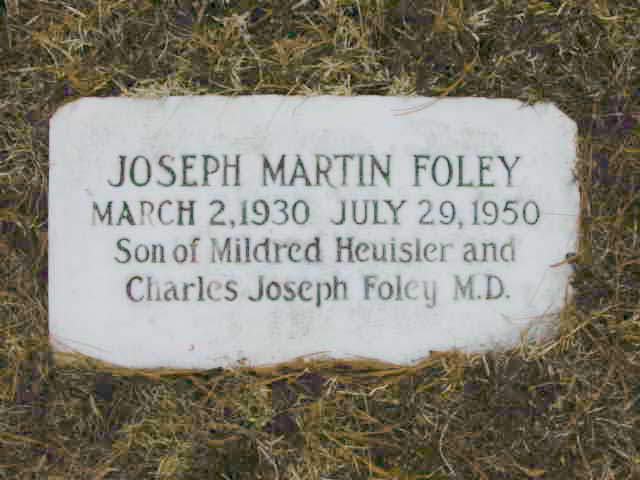 JOSEPH MARTIN FOLEY
MARCH 2, 1930 JULY 29, 1950
Son of Mildred Heuisler and
Charles Joseph Foley M.D.